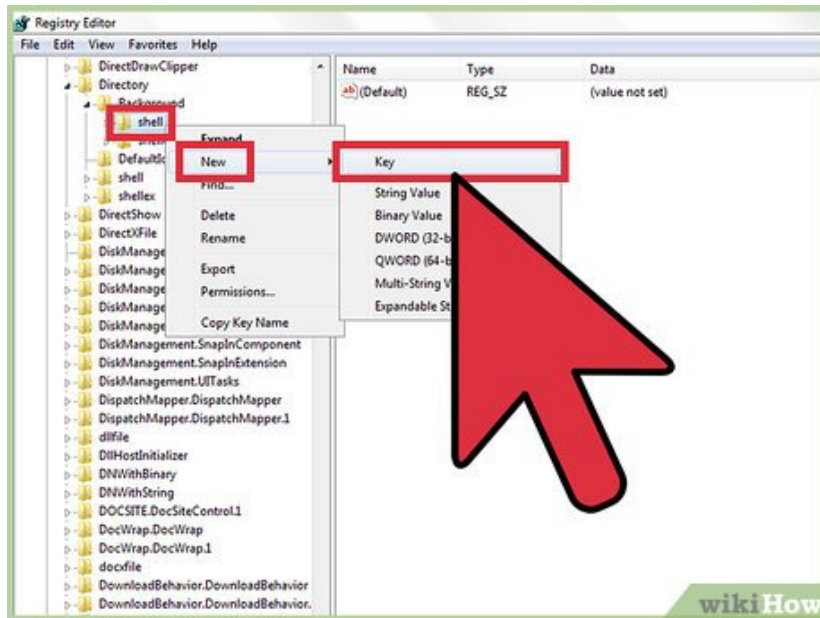 Registry Editor
File Edit View Favorites Help
DirectDrawClipper
Directory
Background
shell
DefaultIc
shell
shellex
DirectShow
DirectXFile
DiskManage
DiskManage
DiskManage
DiskManage
DiskManage
DiskManagement.SnapInComponent
DiskManagement.SnapInExtension
DiskManagement.UITasks
DispatchMapper.DispatchMapper
DispatchMapper.DispatchMapper.1
dllfile
DllHostInitializer
DNWithBinary
DNWithString
DOCSITE.DocSiteControl.1
DocWrap.DocWrap
DocWrap.DocWrap.1
docxfile
DownloadBehavior.DownloadBehavior
DownloadBehavior.DownloadBehavior.
Expand
New
Find...
Delete
Rename
Export
Permissions...
Copy Key Name
Key
String Value
Binary Value
DWORD (32-b
QWORD (64-b
Multi-String V
Expandable St
Name Type Data
ab (Default) REG_SZ (value not set)
wikiHow